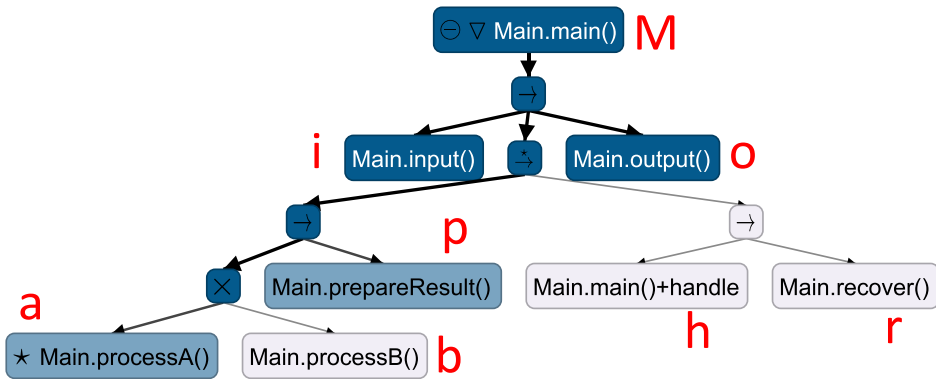 ⊖ ▽ Main.main() M
→
i Main.input() →* Main.output() o
→ p →
× Main.prepareResult() Main.main()+handle Main.recover()
a h r
⋆ Main.processA() Main.processB() b